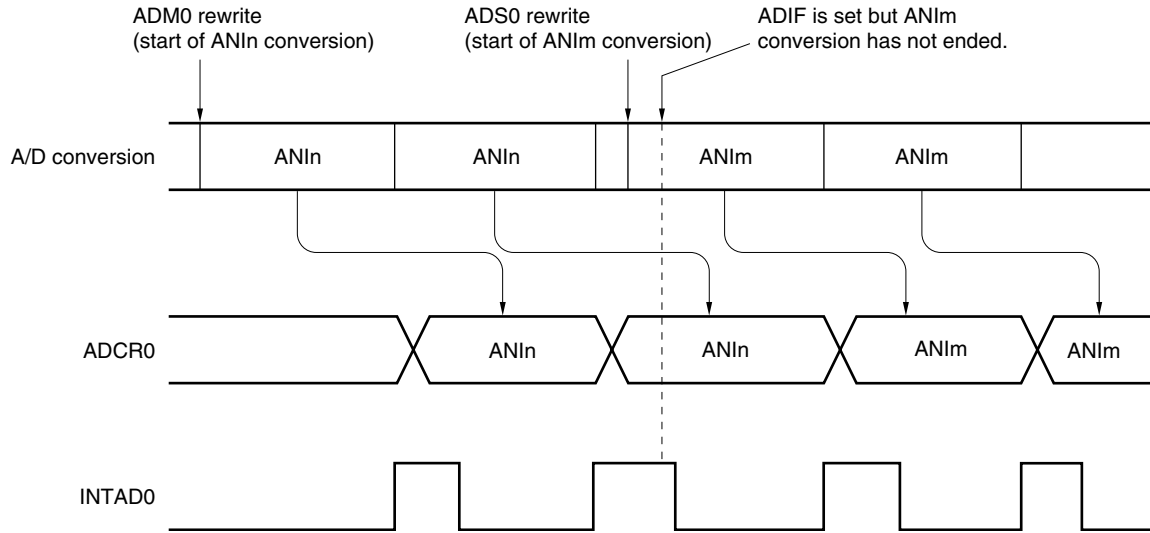 ADM0 rewrite
(start of ANIn conversion)
ADS0 rewrite
(start of ANIm conversion)
ADIF is set but ANIm
conversion has not ended.
A/D conversion
ANIn
ANIn
ANIm
ANIm
ADCR0
ANIn
ANIn
ANIm
ANIm
INTAD0